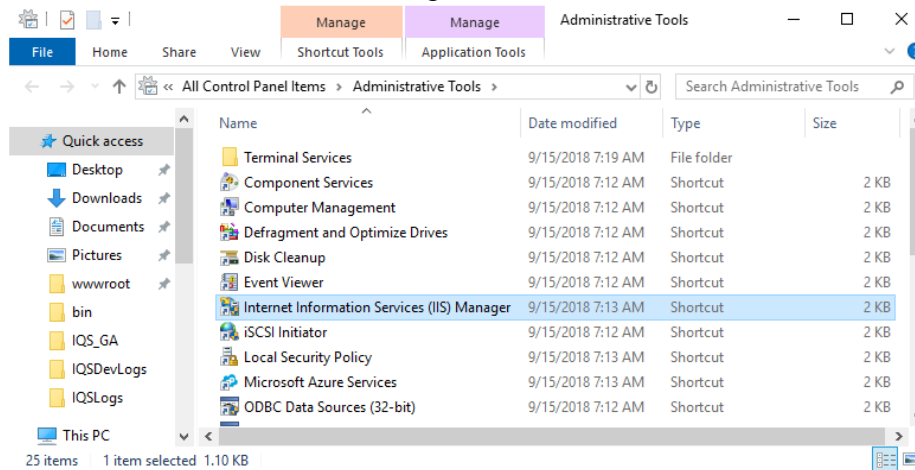 Manage Manage Administrative Tools
File Home Share View Shortcut Tools Application Tools
« All Control Panel Items > Administrative Tools > Search Administrative Tools
Name Date modified Type Size
Quick access
Desktop
Downloads
Documents
Pictures
wwwroot
bin
IQS_GA
IQSDevLogs
IQSLogs
This PC
Terminal Services 9/15/2018 7:19 AM File folder
Component Services 9/15/2018 7:12 AM Shortcut 2 KB
Computer Management 9/15/2018 7:12 AM Shortcut 2 KB
Defragment and Optimize Drives 9/15/2018 7:12 AM Shortcut 2 KB
Disk Cleanup 9/15/2018 7:12 AM Shortcut 2 KB
Event Viewer 9/15/2018 7:12 AM Shortcut 2 KB
Internet Information Services (IIS) Manager 9/15/2018 7:13 AM Shortcut 2 KB
iSCSI Initiator 9/15/2018 7:12 AM Shortcut 2 KB
Local Security Policy 9/15/2018 7:13 AM Shortcut 2 KB
Microsoft Azure Services 9/15/2018 7:13 AM Shortcut 2 KB
ODBC Data Sources (32-bit) 9/15/2018 7:12 AM Shortcut 2 KB
25 items 1 item selected 1.10 KB